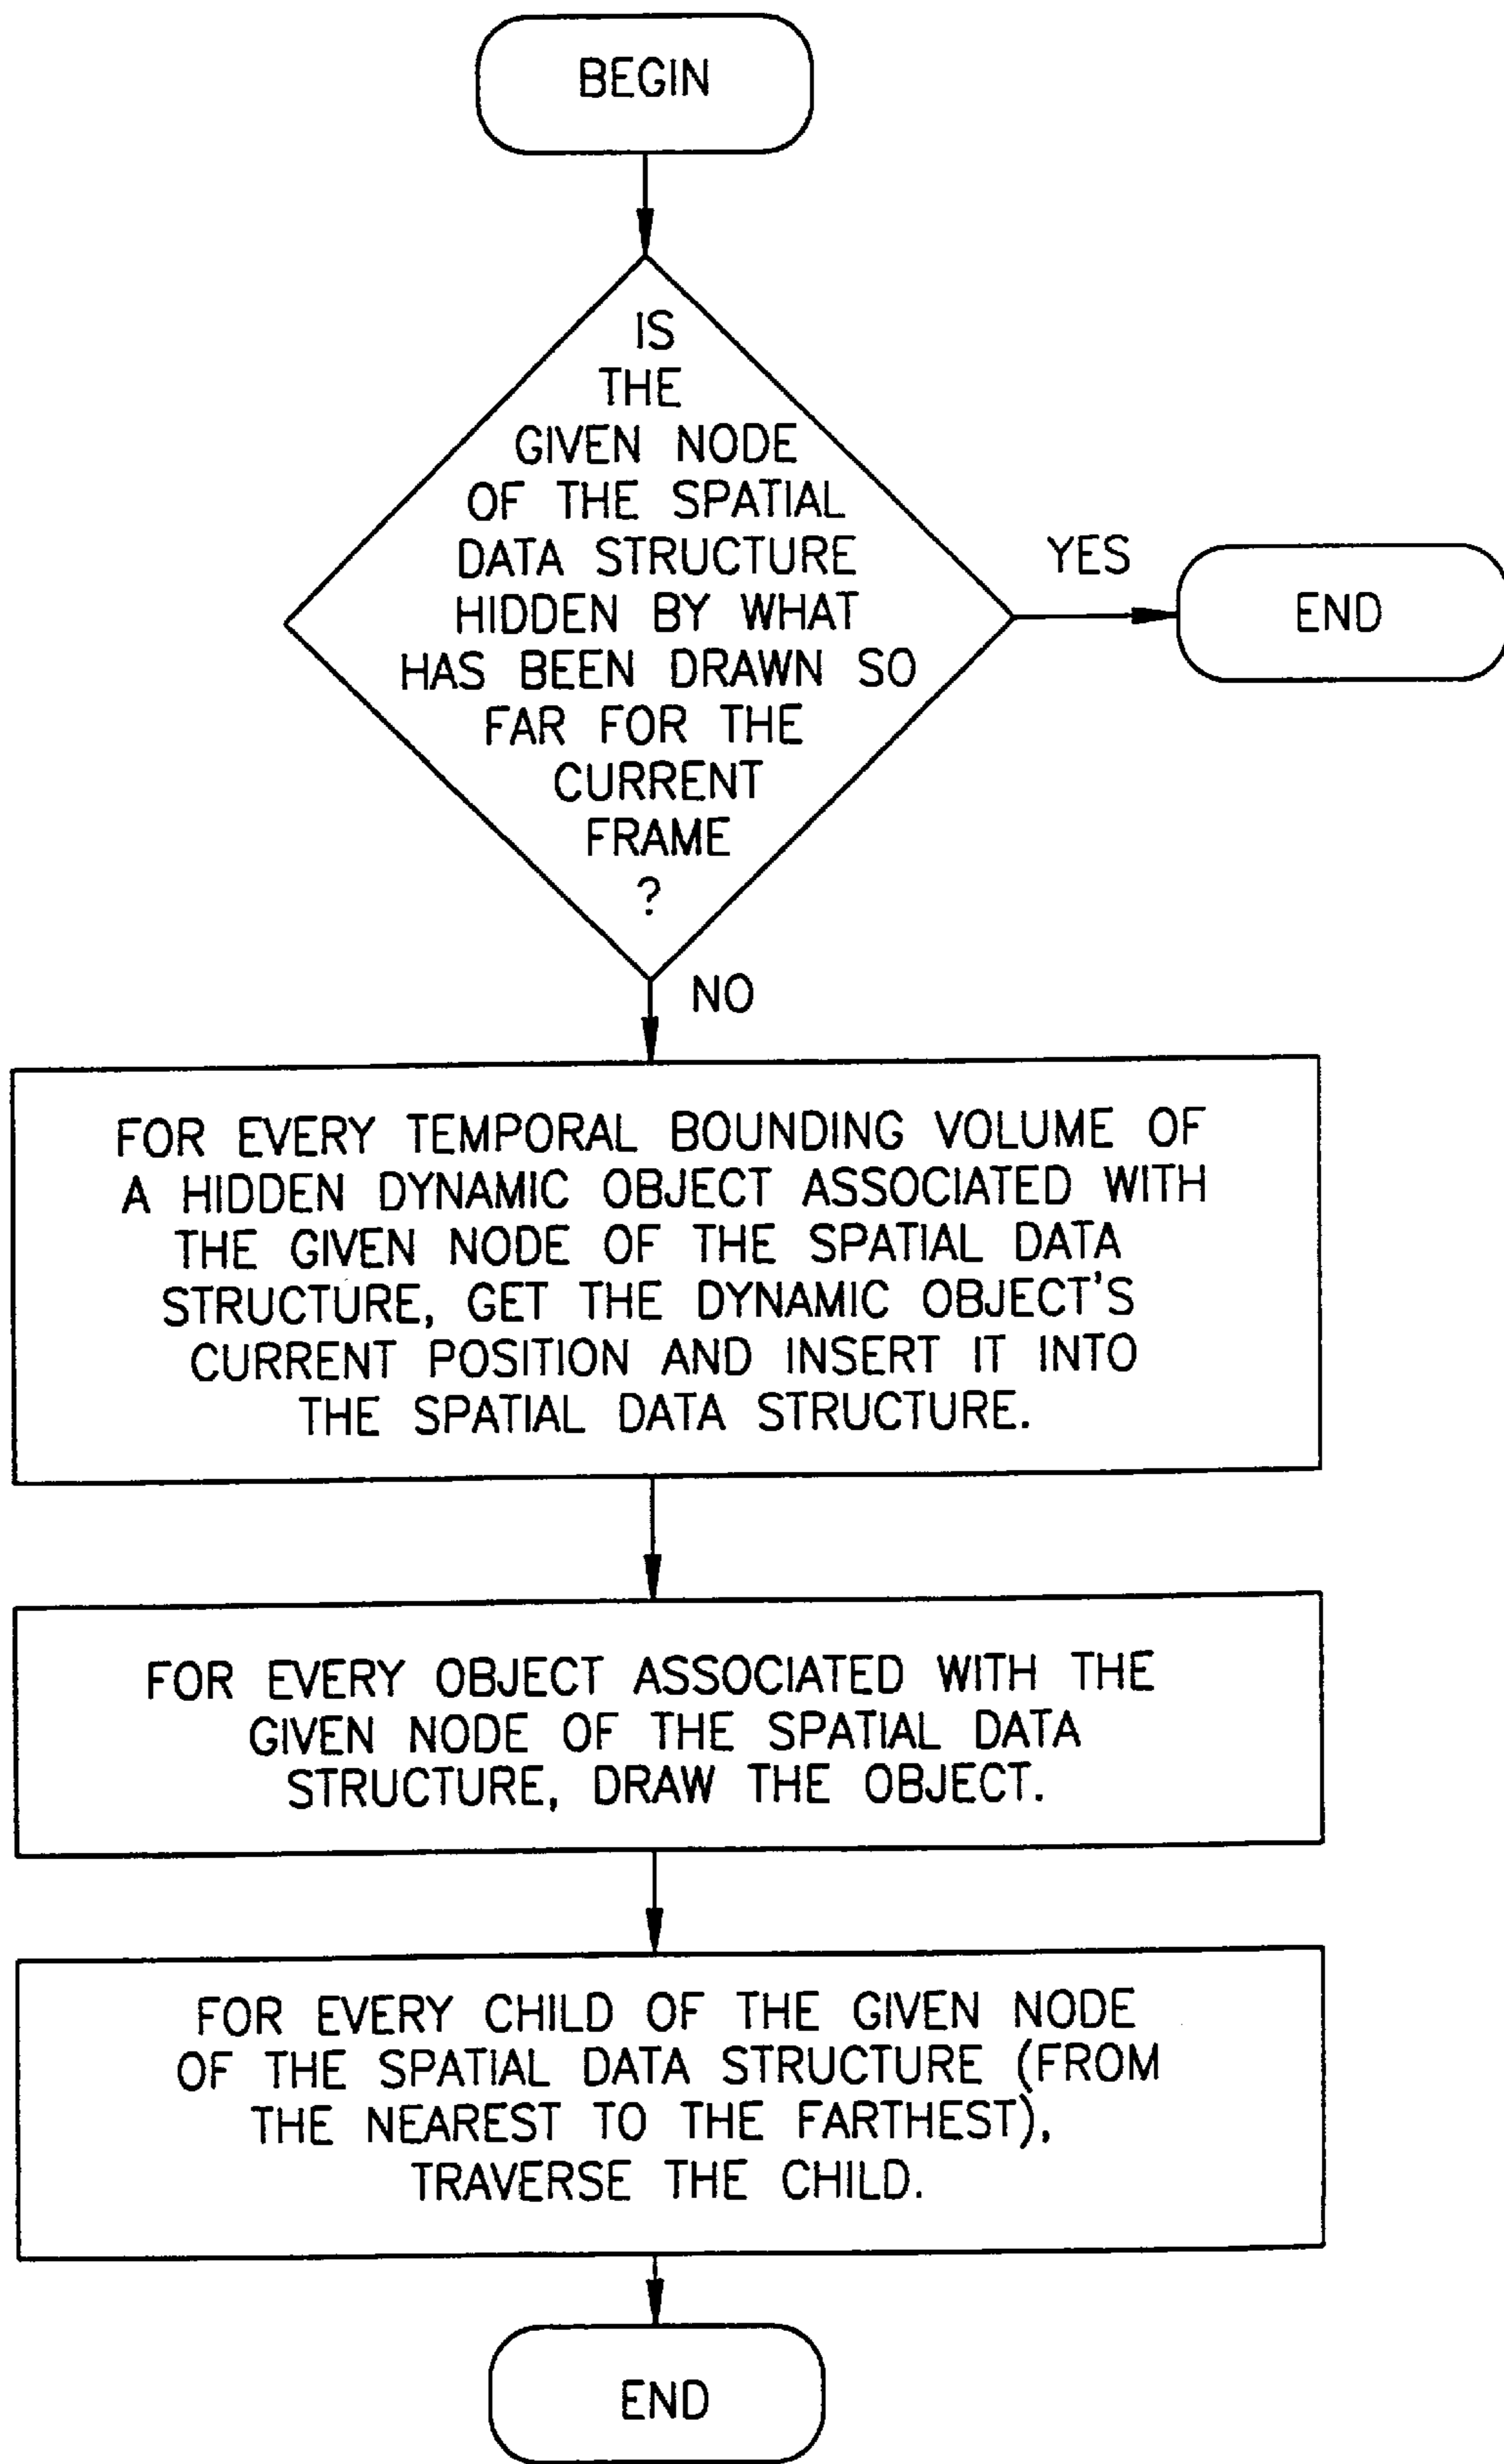 BEGIN
IS
THE
GIVEN NODE
OF THE SPATIAL
DATA STRUCTURE
HIDDEN BY WHAT
HAS BEEN DRAWN SO
FAR FOR THE
CURRENT
FRAME
?
YES
END
NO
FOR EVERY TEMPORAL BOUNDING VOLUME OF
A HIDDEN DYNAMIC OBJECT ASSOCIATED WITH
THE GIVEN NODE OF THE SPATIAL DATA
STRUCTURE, GET THE DYNAMIC OBJECT'S
CURRENT POSITION AND INSERT IT INTO
THE SPATIAL DATA STRUCTURE.
FOR EVERY OBJECT ASSOCIATED WITH THE
GIVEN NODE OF THE SPATIAL DATA
STRUCTURE, DRAW THE OBJECT.
FOR EVERY CHILD OF THE GIVEN NODE
OF THE SPATIAL DATA STRUCTURE (FROM
THE NEAREST TO THE FARTHEST),
TRAVERSE THE CHILD.
END